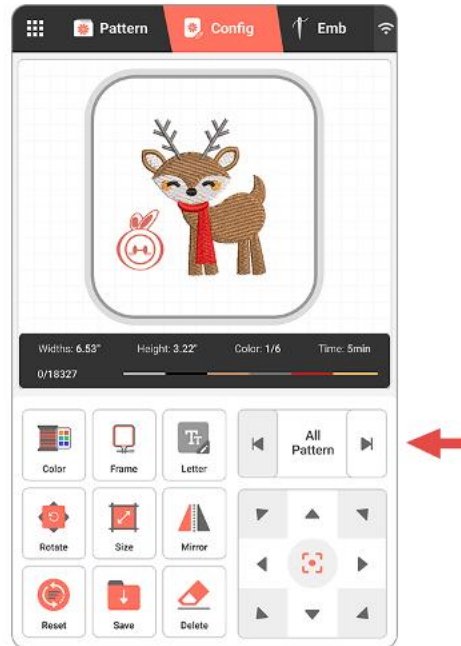 Pattern
Config
Emb
Widths: 6.53"
Height: 3.22"
Color: 1/6
Time: 5min
0/18327
Color
Frame
Letter
All
Pattern
Rotate
Size
Mirror
Reset
Save
Delete